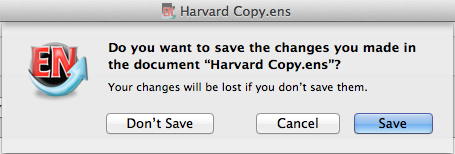 Harvard Copy.ens
EN
Do you want to save the changes you made in
the document “Harvard Copy.ens”?
Your changes will be lost if you don’t save them.
Don’t Save Cancel Save